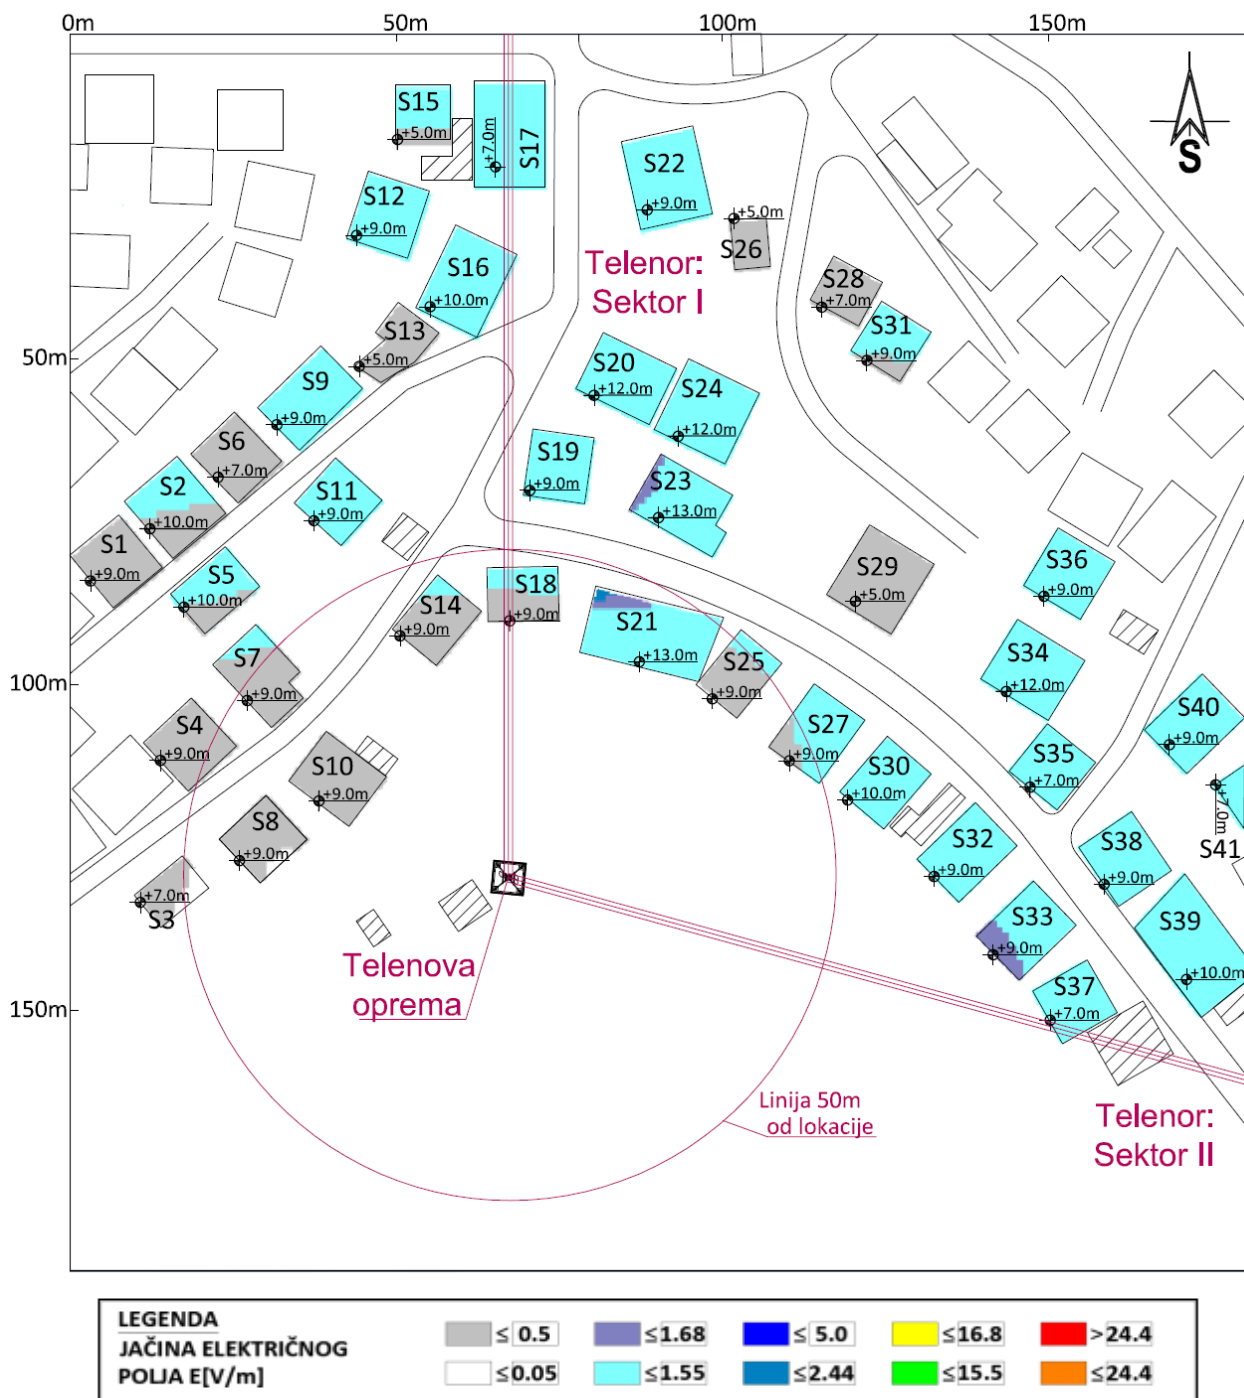 0m 50m 100m 150m
S15
+5.0m
+7.0m
S17
S22
+9.0m
S12
+9.0m
+5.0m
S26
S16
+10.0m
Telenor:
Sektor I
S
S28
+7.0m
S13
+5.0m
S31
+9.0m
50m
S20
+12.0m
S9
+9.0m
S24
+12.0m
S6
+7.0m
S19
+9.0m
S2
+10.0m
S11
+9.0m
S23
+13.0m
S1
+9.0m
S5
+10.0m
S14
+9.0m
S18
+9.0m
S29
+5.0m
S36
+9.0m
S21
+13.0m
S7
+9.0m
S25
+9.0m
S34
+12.0m
100m
S4
+9.0m
S27
+9.0m
S40
+9.0m
S10
+9.0m
S30
+10.0m
S35
+7.0m
+7.0m
S41
S8
+9.0m
S32
+9.0m
S38
+9.0m
+7.0m
S3
S33
+9.0m
S39
+10.0m
Telenova
oprema
S37
+7.0m
150m
Linija 50m
od lokacije
Telenor:
Sektor II
LEGENDA
JAČINA ELEKTRIČNOG
POLJA E[V/m]
≤ 0.5 ≤1.68 ≤ 5.0 ≤16.8 >24.4
≤0.05 ≤1.55 ≤2.44 ≤15.5 ≤24.4